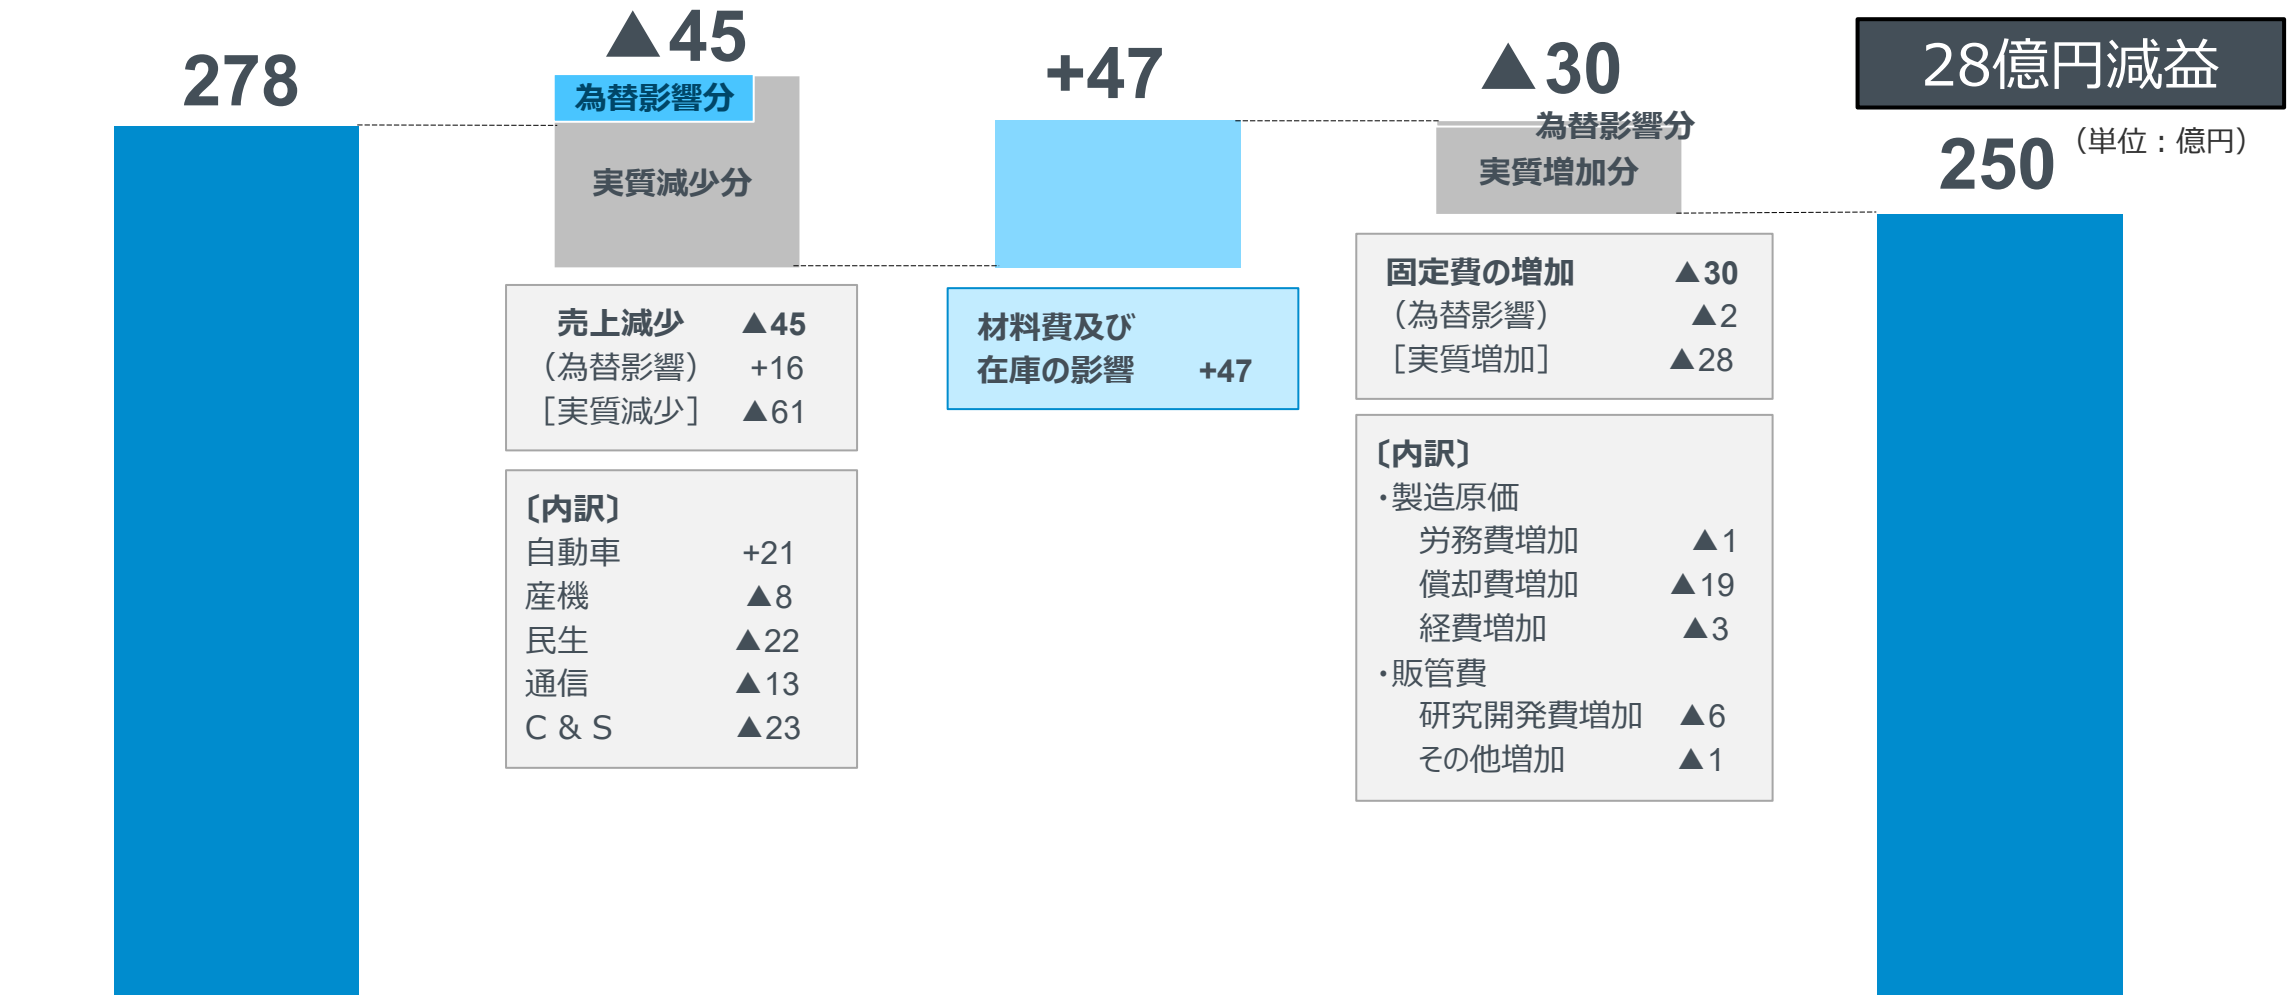 278
▲45
為替影響分
実質減少分
売上減少 ▲45
（為替影響） +16
［実質減少］ ▲61
〔内訳〕
自動車 +21
産機 ▲8
民生 ▲22
通信 ▲13
C & S ▲23
+47
材料費及び
在庫の影響 +47
▲30
為替影響分
実質増加分
固定費の増加 ▲30
（為替影響） ▲2
［実質増加］ ▲28
〔内訳〕
・製造原価
労務費増加 ▲1
償却費増加 ▲19
経費増加 ▲3
・販管費
研究開発費増加 ▲6
その他増加 ▲1
28億円減益
（単位：億円）
250